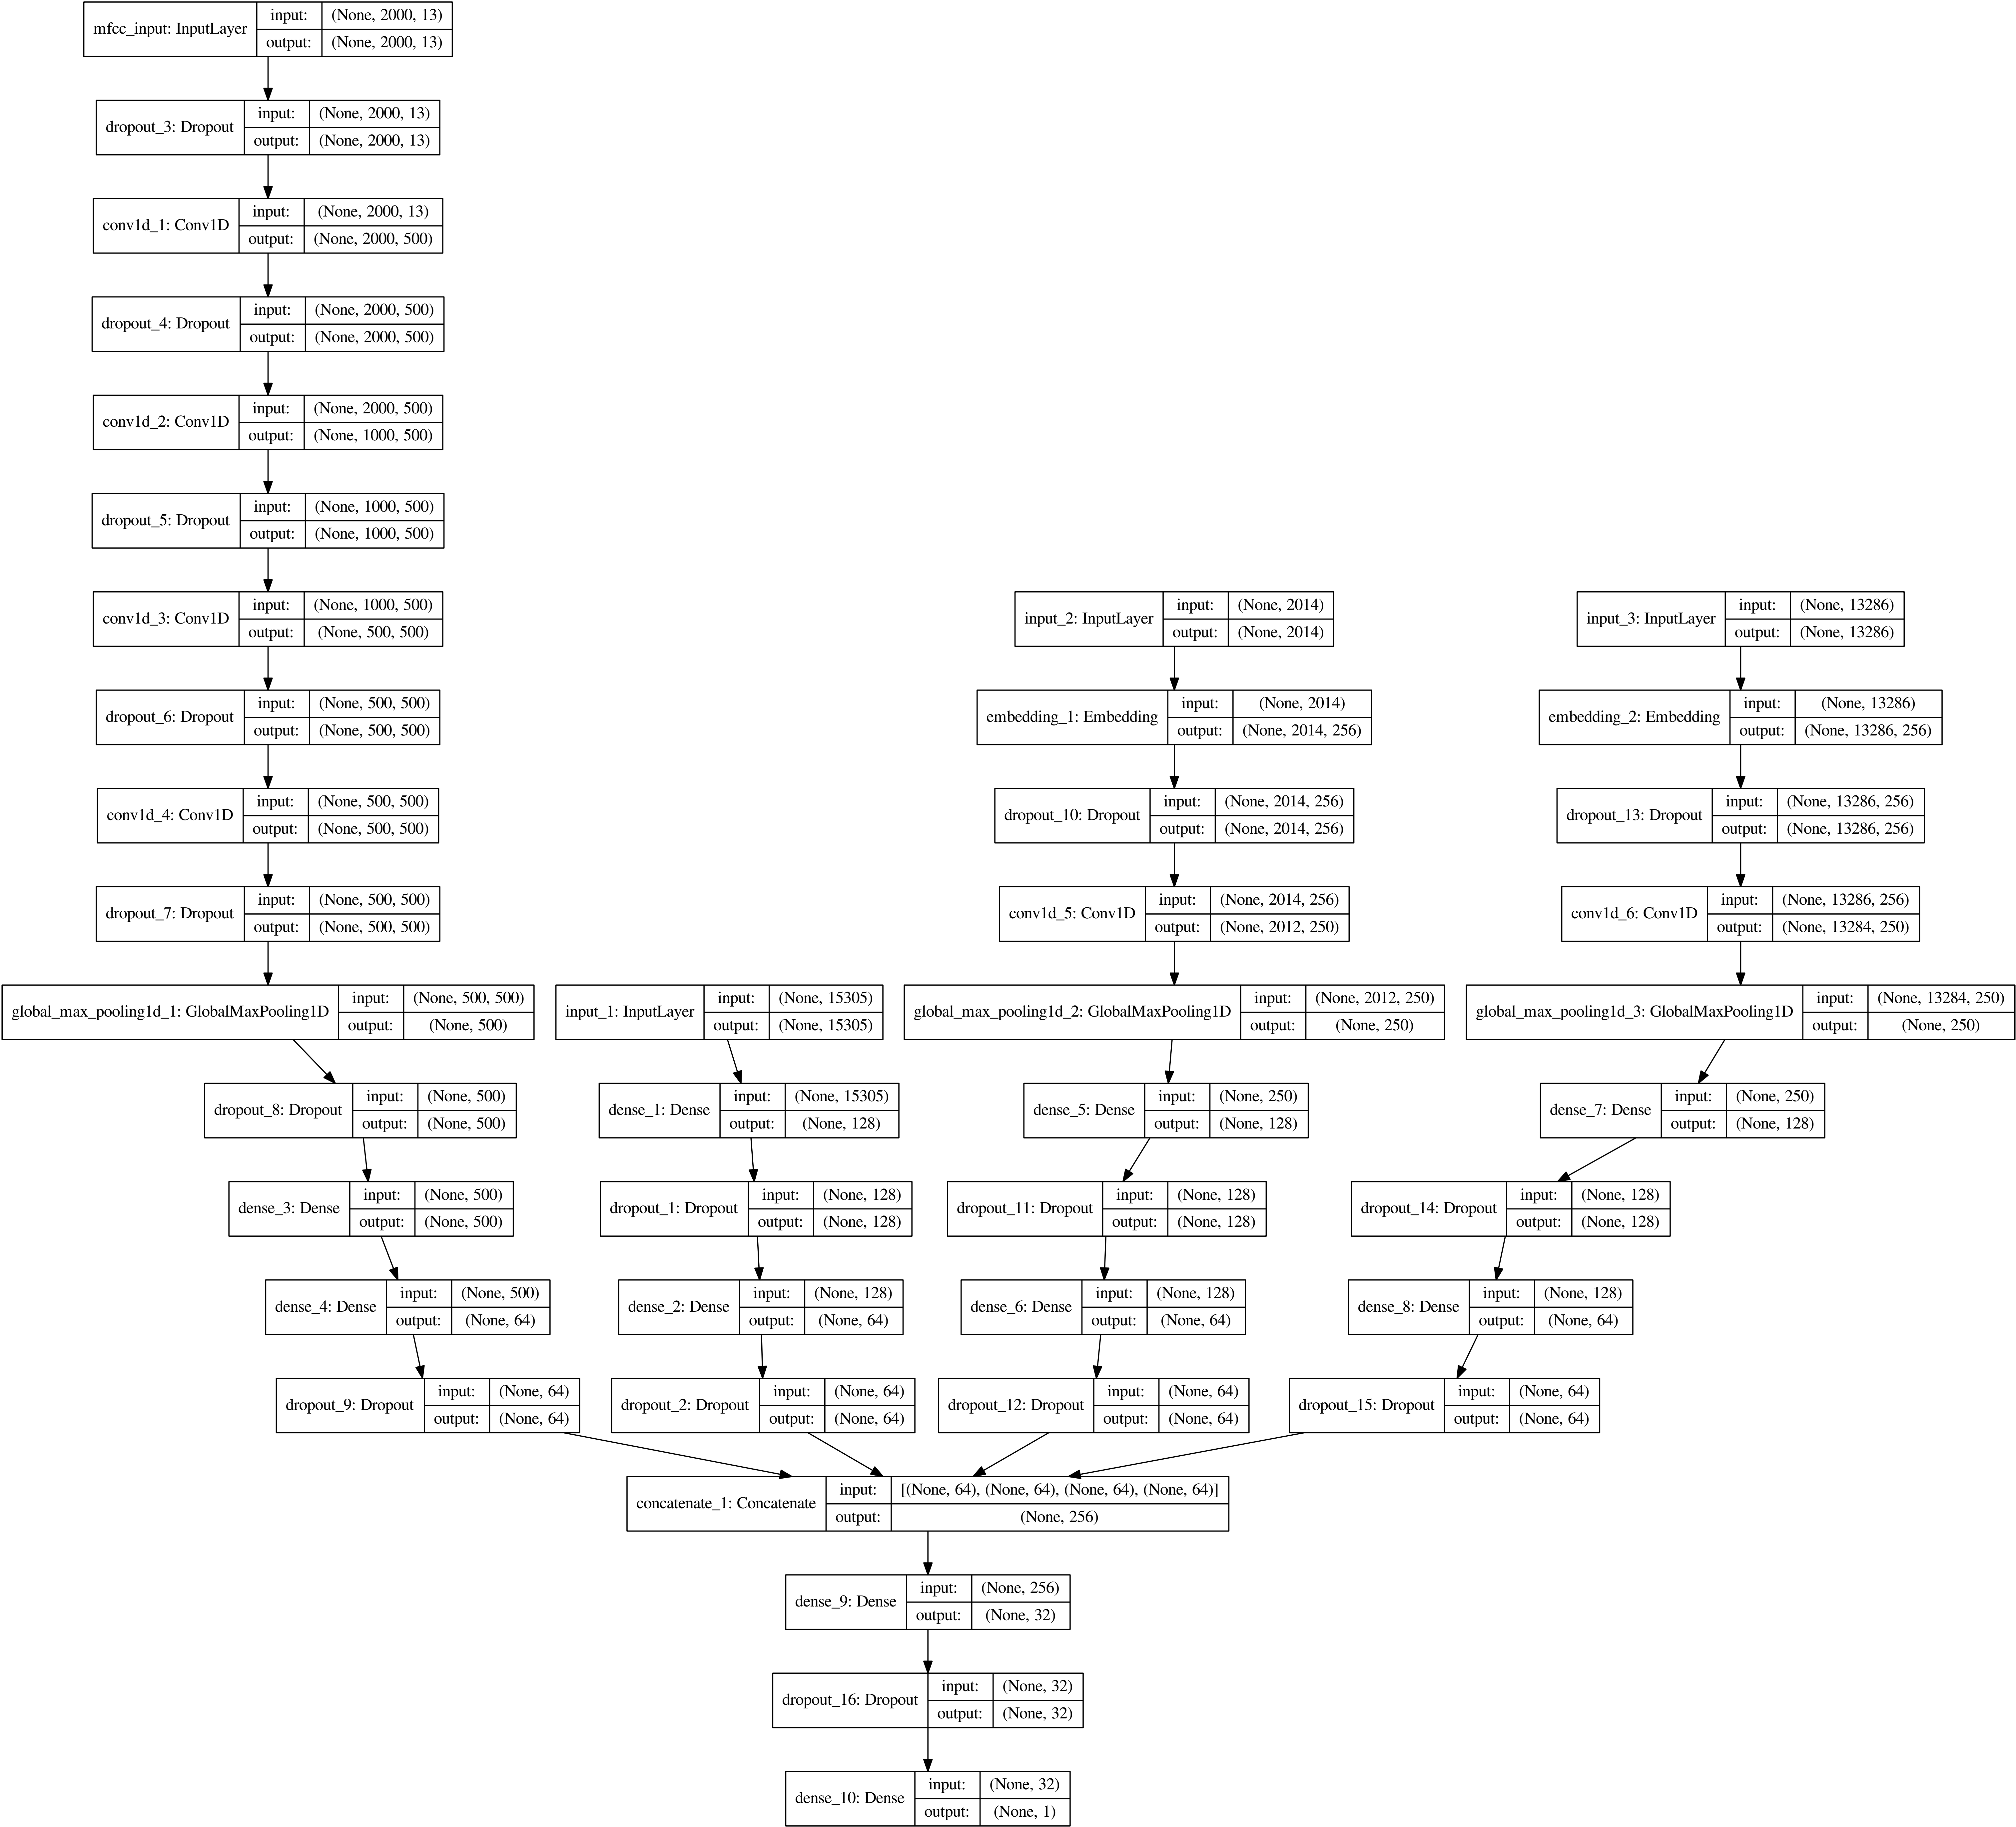 mfcc_input: InputLayer
input:
(None, 2000, 13)
output:
(None, 2000, 13)
dropout_3: Dropout
input:
(None, 2000, 13)
output:
(None, 2000, 13)
conv1d_1: Conv1D
input:
(None, 2000, 13)
output:
(None, 2000, 500)
dropout_4: Dropout
input:
(None, 2000, 500)
output:
(None, 2000, 500)
conv1d_2: Conv1D
input:
(None, 2000, 500)
output:
(None, 1000, 500)
dropout_5: Dropout
input:
(None, 1000, 500)
output:
(None, 1000, 500)
conv1d_3: Conv1D
input:
(None, 1000, 500)
output:
(None, 500, 500)
input_2: InputLayer
input:
(None, 2014)
output:
(None, 2014)
input_3: InputLayer
input:
(None, 13286)
output:
(None, 13286)
dropout_6: Dropout
input:
(None, 500, 500)
output:
(None, 500, 500)
embedding_1: Embedding
input:
(None, 2014)
output:
(None, 2014, 256)
embedding_2: Embedding
input:
(None, 13286)
output:
(None, 13286, 256)
conv1d_4: Conv1D
input:
(None, 500, 500)
output:
(None, 500, 500)
dropout_10: Dropout
input:
(None, 2014, 256)
output:
(None, 2014, 256)
dropout_13: Dropout
input:
(None, 13286, 256)
output:
(None, 13286, 256)
dropout_7: Dropout
input:
(None, 500, 500)
output:
(None, 500, 500)
conv1d_5: Conv1D
input:
(None, 2014, 256)
output:
(None, 2012, 250)
conv1d_6: Conv1D
input:
(None, 13286, 256)
output:
(None, 13284, 250)
global_max_pooling1d_1: GlobalMaxPooling1D
input:
(None, 500, 500)
output:
(None, 500)
input_1: InputLayer
input:
(None, 15305)
output:
(None, 15305)
global_max_pooling1d_2: GlobalMaxPooling1D
input:
(None, 2012, 250)
output:
(None, 250)
global_max_pooling1d_3: GlobalMaxPooling1D
input:
(None, 13284, 250)
output:
(None, 250)
dropout_8: Dropout
input:
(None, 500)
output:
(None, 500)
dense_1: Dense
input:
(None, 15305)
output:
(None, 128)
dense_5: Dense
input:
(None, 250)
output:
(None, 128)
dense_7: Dense
input:
(None, 250)
output:
(None, 128)
dense_3: Dense
input:
(None, 500)
output:
(None, 500)
dropout_1: Dropout
input:
(None, 128)
output:
(None, 128)
dropout_11: Dropout
input:
(None, 128)
output:
(None, 128)
dropout_14: Dropout
input:
(None, 128)
output:
(None, 128)
dense_4: Dense
input:
(None, 500)
output:
(None, 64)
dense_2: Dense
input:
(None, 128)
output:
(None, 64)
dense_6: Dense
input:
(None, 128)
output:
(None, 64)
dense_8: Dense
input:
(None, 128)
output:
(None, 64)
dropout_9: Dropout
input:
(None, 64)
output:
(None, 64)
dropout_2: Dropout
input:
(None, 64)
output:
(None, 64)
dropout_12: Dropout
input:
(None, 64)
output:
(None, 64)
dropout_15: Dropout
input:
(None, 64)
output:
(None, 64)
concatenate_1: Concatenate
input:
[(None, 64), (None, 64), (None, 64), (None, 64)]
output:
(None, 256)
dense_9: Dense
input:
(None, 256)
output:
(None, 32)
dropout_16: Dropout
input:
(None, 32)
output:
(None, 32)
dense_10: Dense
input:
(None, 32)
output:
(None, 1)